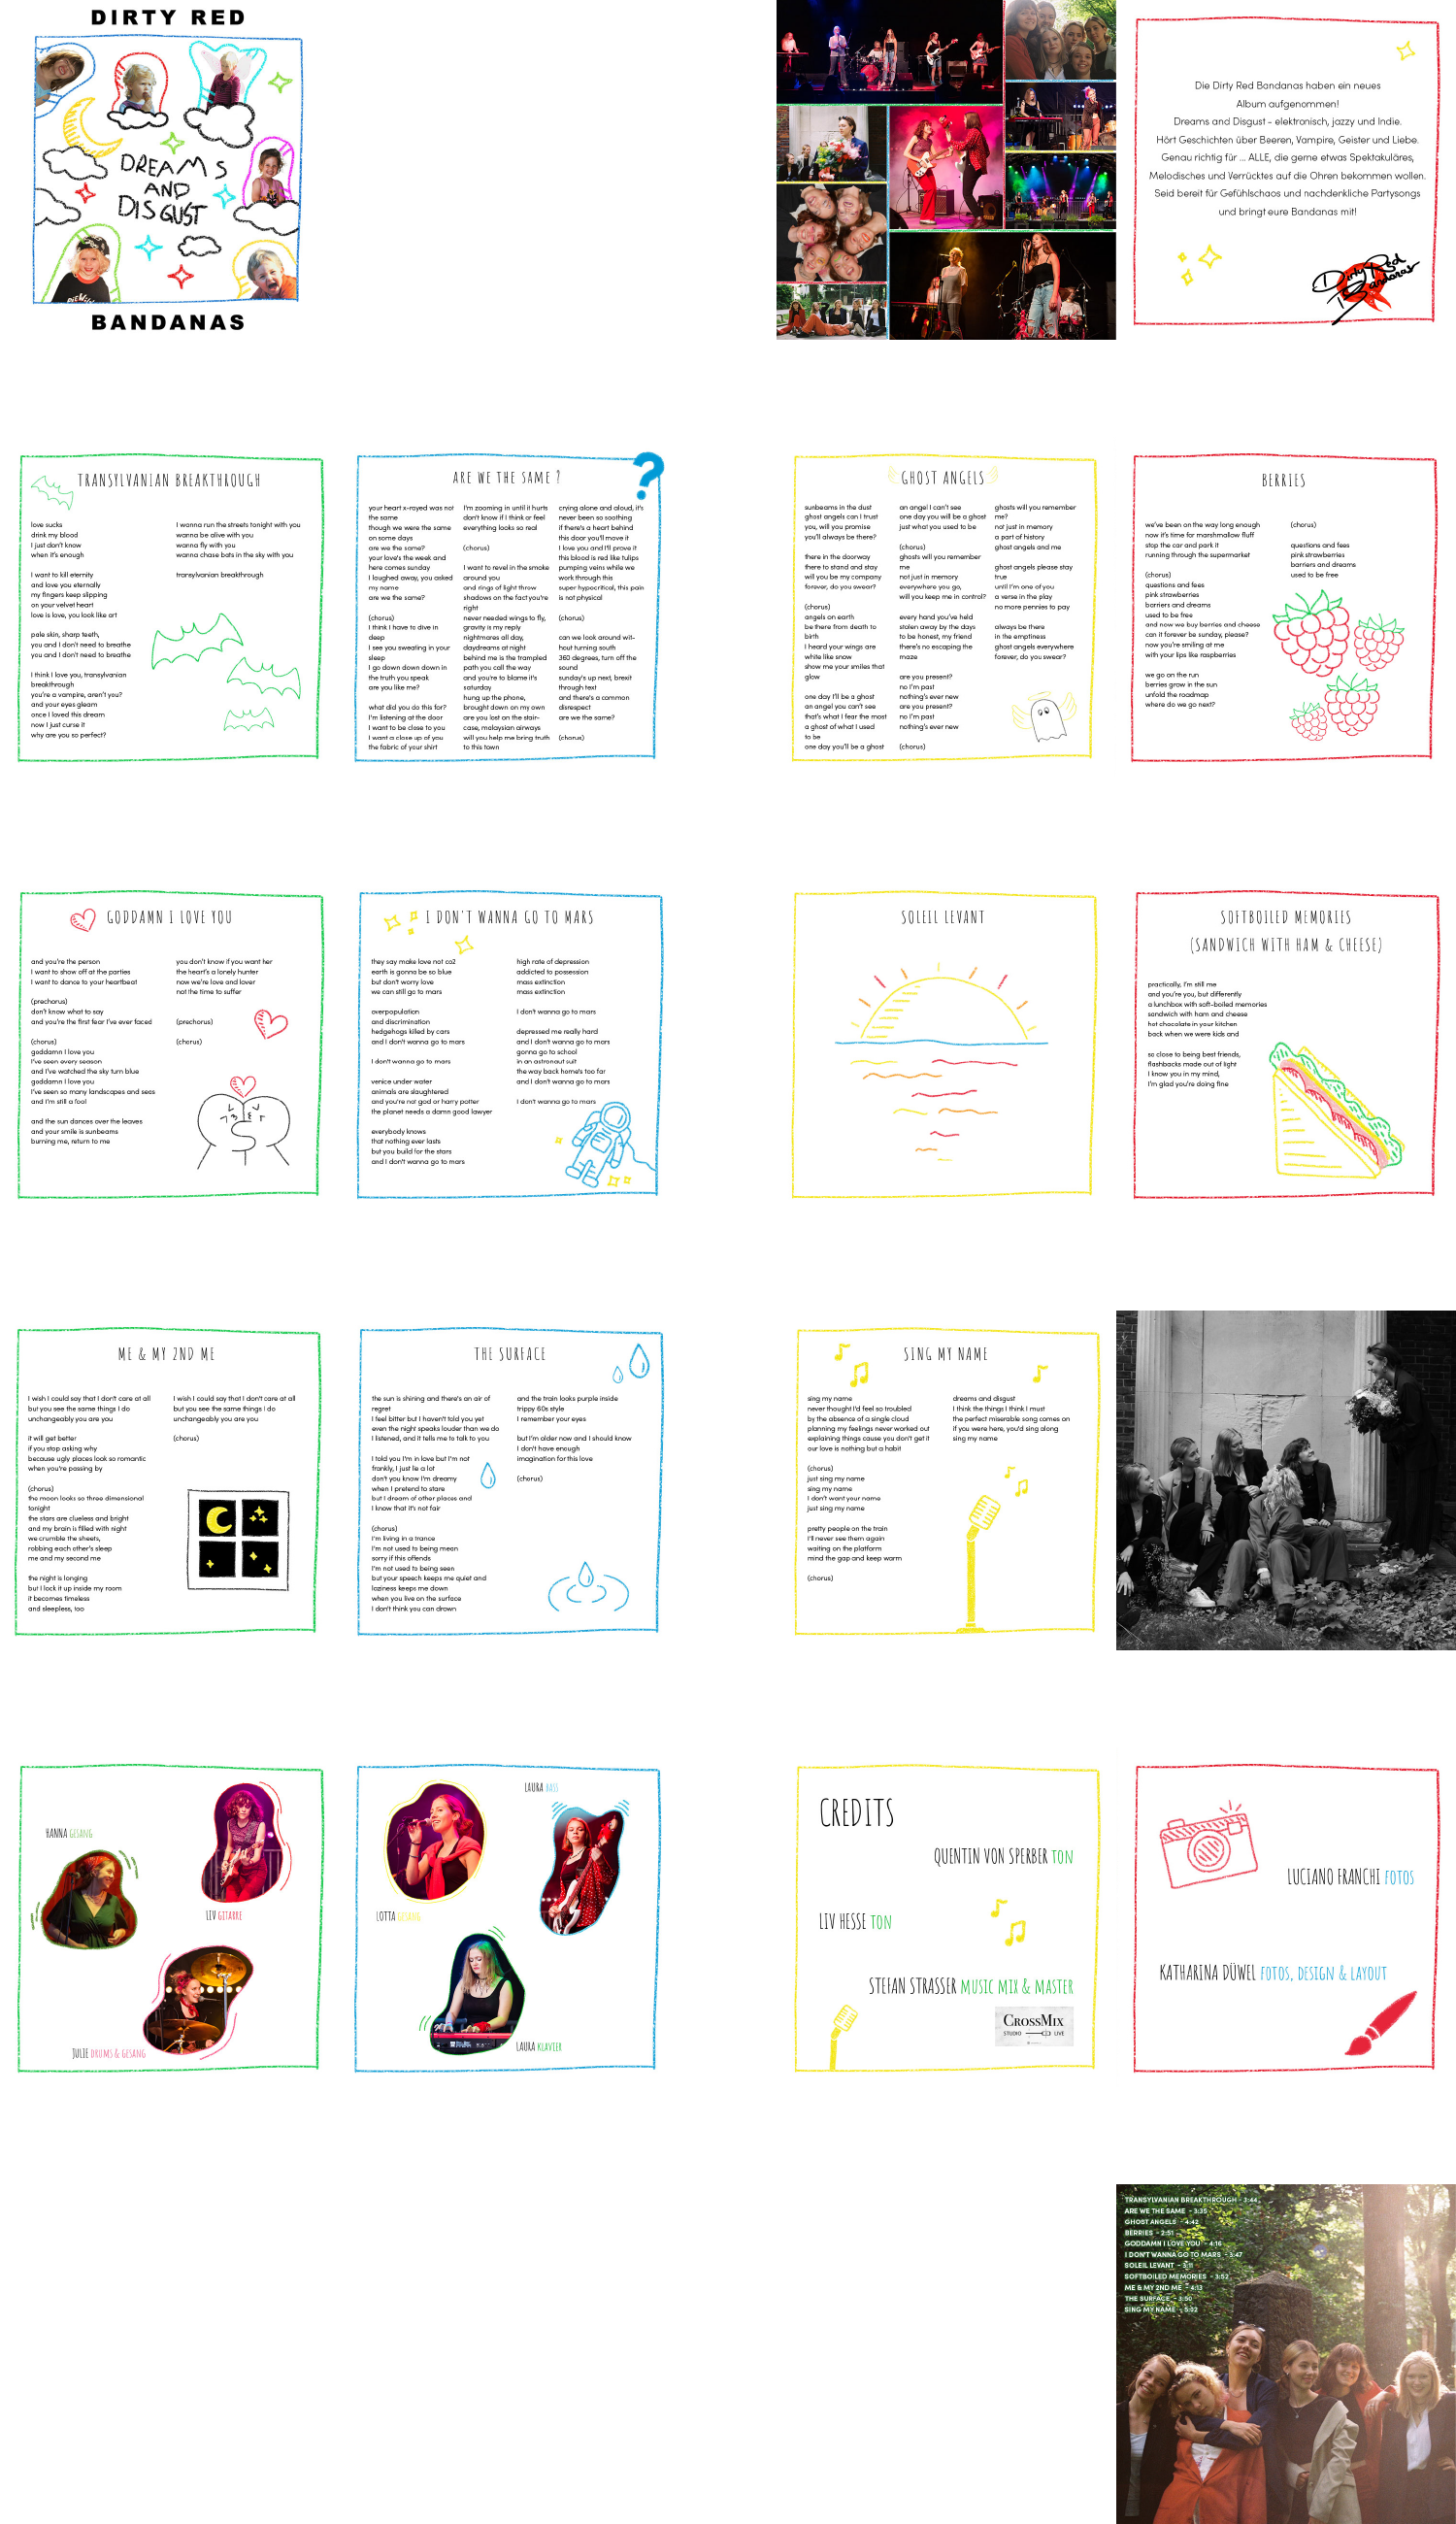 DIRTY RED
DREAMS
AND
DISGUST
BANDANAS
Die Dirty Red Bandanas haben ein neues
Album aufgenommen!
Dreams and Disgust - elektronisch, jazzy und Indie.
Hört Geschichten über Beeren, Vampire, Geister und Liebe.
Genau richtig für ... ALLE, die gerne etwas Spektakuläres,
Melodisches und Verrücktes auf die Ohren bekommen wollen.
Seid bereit für Gefühlschaos und nachdenkliche Partysongs
und bringt eure Bandanas mit!
Dirty Red
Bandanas
TRANSYLVANIAN BREAKTHROUGH
love sucks
drink my blood
I just don't know
when it's enough
I want to kill eternity
and love you eternally
my fingers keep slipping
on your velvet heart
love is love, you look like art
pale skin, sharp teeth,
you and I don't need to breathe
you and I don't need to breathe
I think I love you, transylvanian
breakthrough
you're a vampire, aren't you?
and your eyes gleam
once I loved this dream
now I just curse it
why are you so perfect?
I wanna run the streets tonight with you
wanna be alive with you
wanna fly with you
wanna chase bats in the sky with you
transylvanian breakthrough
ARE WE THE SAME ?
?
your heart x-rayed was not
the same
though we were the same
on some days
are we the same?
your love's the week and
here comes sunday
I loughed away, you asked
my name
are we the same?
(chorus)
I think I have to dive in
deep
I see you sweating in your
sleep
I go down down down in
the truth you speak
are you like me?
what did you do this for?
I'm listening at the door
I want to be close to you
I want a close up of you
the fabric of your shirt
I'm zooming in until it hurts
don't know if I think or feel
everything looks so real
(chorus)
I want to revel in the smoke
around you
and rings of light throw
shadows on the fact you're
right
never needed wings to fly,
gravity is my reply
nightmares all day,
daydreams at night
behind me is the trampled
path you call the way
and you're to blame it's
saturday
hung up the phone,
brought down on my own
are you lost on the stair-
case, malaysian airways
will you help me bring truth
to this town
crying alone and aloud, it's
never been so soothing
if there's a heart behind
this door you'll move it
I love you and I'll prove it
this blood is red like tulips
pumping veins while we
work through this
super hypocritical, this pain
is not physical
(chorus)
can we look around wit-
hout turning south
360 degrees, turn off the
sound
sunday's up next, brexit
through text
and there's a common
disrespect
are we the same?
(chorus)
GHOST ANGELS
sunbeams in the dust
ghost angels can I trust
you, will you promise
you'll always be there?
there in the doorway
there to stand and stay
will you be my company
forever, do you swear?
(chorus)
angels on earth
be there from death to
birth
I heard your wings are
white like snow
show me your smiles that
glow
one day I'll be a ghost
an angel you can't see
that's what I fear the most
a ghost of what I used
to be
one day you'll be a ghost
an angel I can't see
one day you will be a ghost
just what you used to be
(chorus)
ghosts will you remember
me
not just in memory
everywhere you go,
will you keep me in control?
every hand you've held
stolen away by the days
to be honest, my friend
there's no escaping the
maze
are you present?
no I'm past
nothing's ever new
are you present?
no I'm past
nothing's ever new
(chorus)
ghosts will you remember
me?
not just in memory
a part of history
ghost angels and me
ghost angels please stay
true
until I'm one of you
a verse in the play
no more pennies to pay
always be there
in the emptiness
ghost angels everywhere
forever, do you swear?
BERRIES
we've been on the way long enough
now it's time for marshmallow fluff
stop the car and park it
running through the supermarket
(chorus)
questions and fees
pink strawberries
barriers and dreams
used to be free
and now we buy berries and cheese
can it forever be sunday, please?
now you're smiling at me
with your lips like raspberries
we go on the run
berries grow in the sun
unfold the roadmap
where do we go next?
(chorus)
questions and fees
pink strawberries
barriers and dreams
used to be free
GODDAMN I LOVE YOU
and you're the person
I want to show off at the parties
I want to dance to your heartbeat
(prechorus)
don't know what to say
and you're the first fear I've ever faced
(chorus)
goddamn I love you
I've seen every season
and I've watched the sky turn blue
goddamn I love you
I've seen so many landscapes and seas
and I'm still a fool
and the sun dances over the leaves
and your smile is sunbeams
burning me, return to me
you don't know if you want her
the heart's a lonely hunter
now we're love and lover
not the time to suffer
(prechorus)
(chorus)
I DON'T WANNA GO TO MARS
they say make love not co2
earth is gonna be so blue
but don't worry love
we can still go to mars
overpopulation
and discrimination
hedgehogs killed by cars
and I don't wanna go to mars
I don't wanna go to mars
venice under water
animals are slaughtered
and you're not god or harry potter
the planet needs a damn good lawyer
everybody knows
that nothing ever lasts
but you build for the stars
and I don't wanna go to mars
high rate of depression
addicted to possession
mass extinction
mass extinction
I don't wanna go to mars
depressed me really hard
and I don't wanna go to mars
gonna go to school
in an astronaut suit
the way back home's too far
and I don't wanna go to mars
I don't wanna go to mars
SOLEIL LEVANT
SOFTBOILED MEMORIES
(SANDWICH WITH HAM & CHEESE)
practically, I'm still me
and you're you, but differently
a lunchbox with soft-boiled memories
sandwich with ham and cheese
hot chocolate in your kitchen
back when we were kids and
so close to being best friends,
flashbacks made out of light
I know you in my mind,
I'm glad you're doing fine
ME & MY 2ND ME
I wish I could say that I don't care at all
but you see the same things I do
unchangeably you are you
it will get better
if you stop asking why
because ugly places look so romantic
when you're passing by
(chorus)
the moon looks so three dimensional
tonight
the stars are clueless and bright
and my brain is filled with night
we crumble the sheets,
robbing each other's sleep
me and my second me
the night is longing
but I lock it up inside my room
it becomes timeless
and sleepless, too
I wish I could say that I don't care at all
but you see the same things I do
unchangeably you are you
(chorus)
THE SURFACE
the sun is shining and there's an air of
regret
I feel bitter but I haven't told you yet
even the night speaks louder than we do
I listened, and it tells me to talk to you
I told you I'm in love but I'm not
frankly, I just lie a lot
don't you know I'm dreamy
when I pretend to stare
but I dream of other places and
I know that it's not fair
(chorus)
I'm living in a trance
I'm not used to being mean
sorry if this offends
I'm not used to being seen
but your speech keeps me quiet and
laziness keeps me down
when you live on the surface
I don't think you can drown
and the train looks purple inside
trippy 60s style
I remember your eyes
but I'm older now and I should know
I don't have enough
imagination for this love
(chorus)
SING MY NAME
sing my name
never thought I'd feel so troubled
by the absence of a single cloud
planning my feelings never worked out
explaining things cause you don't get it
our love is nothing but a habit
(chorus)
just sing my name
sing my name
I don't want your name
just sing my name
pretty people on the train
I'll never see them again
waiting on the platform
mind the gap and keep warm
(chorus)
dreams and disgust
I think the things I think I must
the perfect miserable song comes on
if you were here, you'd sing along
sing my name
HANNA GESANG
LIV GITARRE
JULIE DRUMS & GESANG
LAURA BASS
LOTTA GESANG
LAURA KLAVIER
CREDITS
QUENTIN VON SPERBER TON
LIV HESSE TON
STEFAN STRASSER MUSIC MIX & MASTER
CROSSMIX
STUDIO LIVE
LUCIANO FRANCHI FOTOS
KATHARINA DÜWEL FOTOS, DESIGN & LAYOUT
TRANSYLVANIAN BREAKTHROUGH - 3:44
ARE WE THE SAME - 3:35
GHOST ANGELS - 4:42
BERRIES - 2:51
GODDAMN I LOVE YOU - 4:16
I DON'T WANNA GO TO MARS - 3:47
SOLEIL LEVANT - 3:11
SOFTBOILED MEMORIES - 3:52
ME & MY 2ND ME - 4:13
THE SURFACE - 3:50
SING MY NAME - 5:02